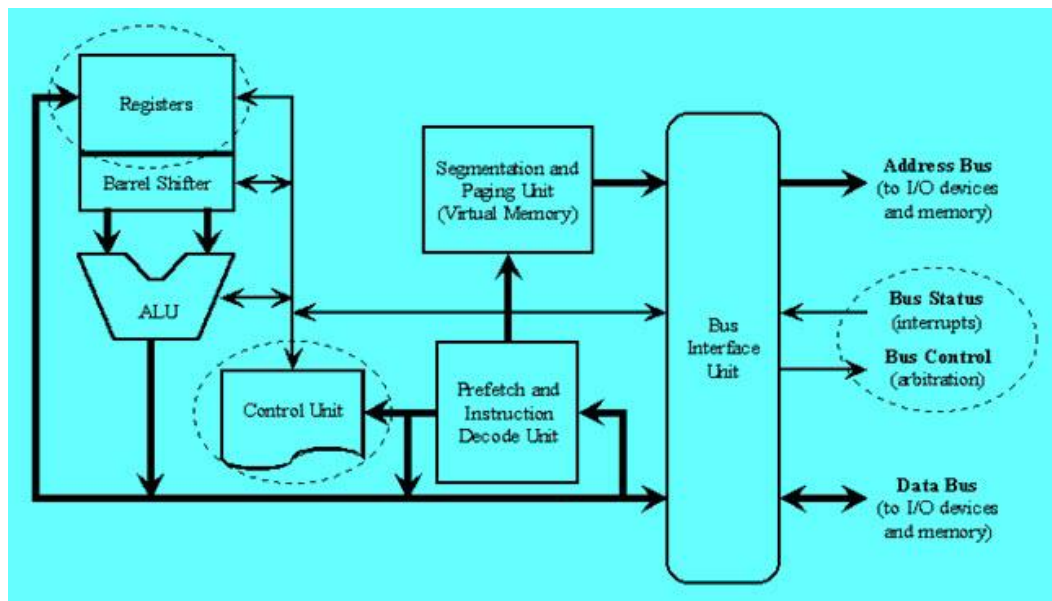 Registers
Barrel Shifter
ALU
Control Unit
Segmentation and
Paging Unit
(Virtual Memory)
Prefetch and
Instruction
Decode Unit
Bus
Interface
Unit
Address Bus
(to I/O devices
and memory)
Bus Status
(interrupts)
Bus Control
(arbitration)
Data Bus
(to I/O devices
and memory)